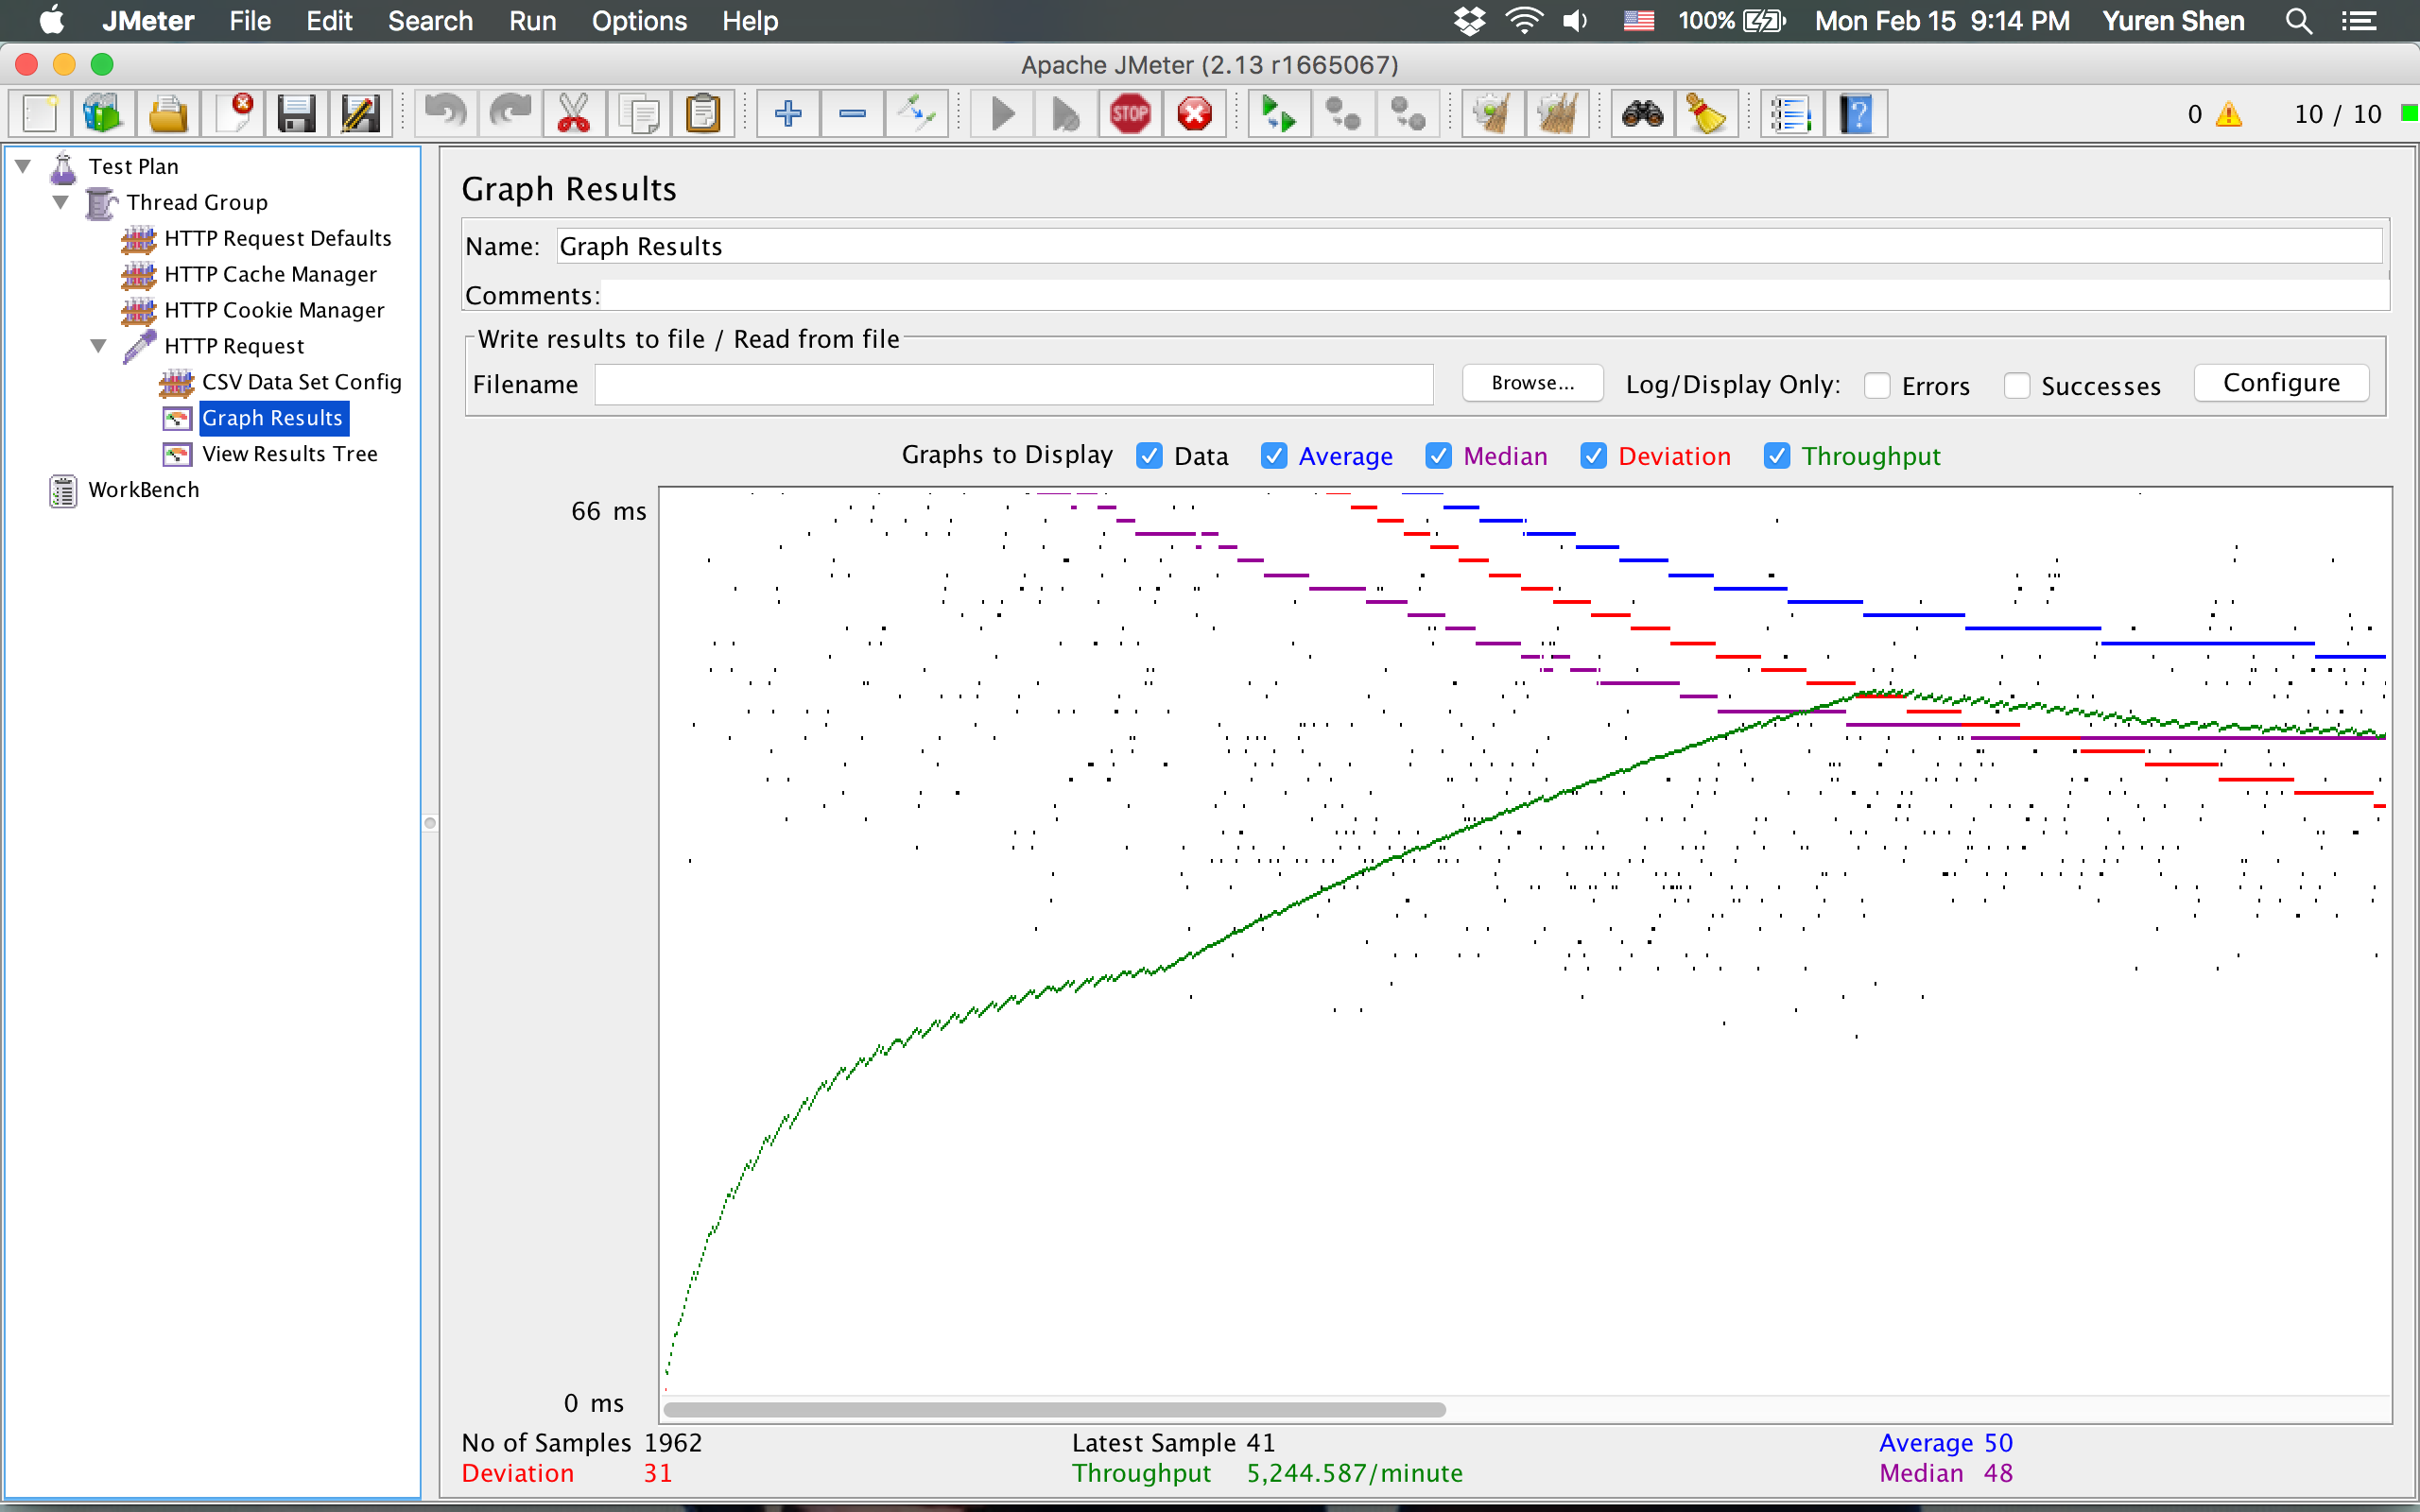 JMeter File Edit Search Run Options Help 100% Mon Feb 15 9:14 PM Yuren Shen
Apache JMeter (2.13 r1665067)
STOP ? 0 10 / 10
Test Plan
Thread Group
HTTP Request Defaults
HTTP Cache Manager
HTTP Cookie Manager
HTTP Request
CSV Data Set Config
Graph Results
View Results Tree
WorkBench
Graph Results
Name: Graph Results
Comments:
Write results to file / Read from file
Filename Browse... Log/Display Only: Errors Successes Configure
Graphs to Display Data Average Median Deviation Throughput
66 ms
0 ms
No of Samples 1962 Latest Sample 41 Average 50
Deviation 31 Throughput 5,244.587/minute Median 48